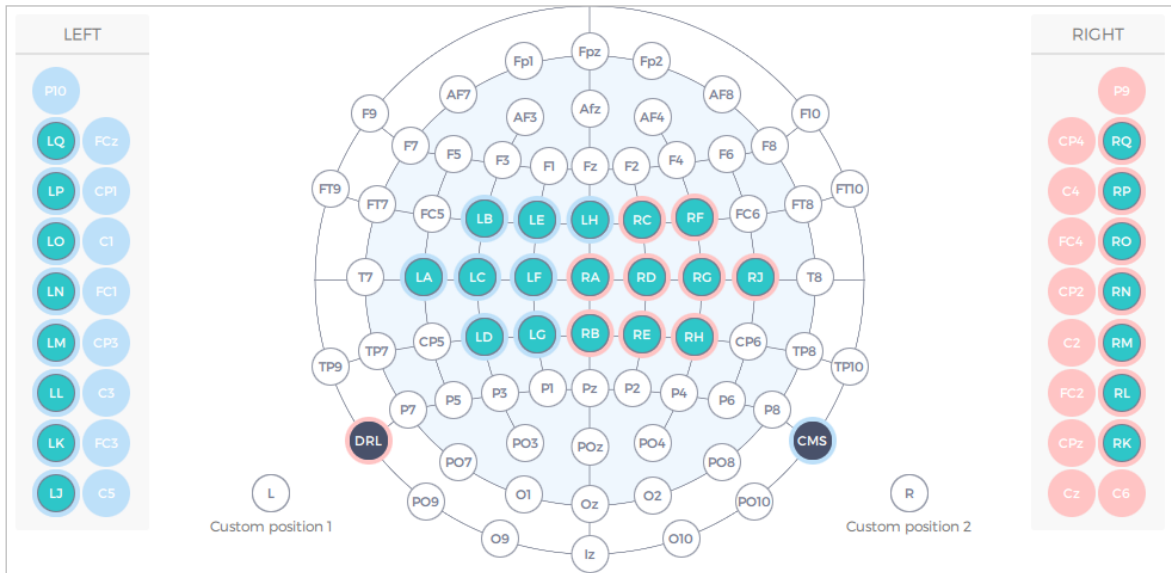 LEFT
RIGHT
P10
P9
LQ FCz
CP4 RQ
LP CP1
C4 RP
LO C1
FC4 RO
LN FC1
CP2 RN
LM CP3
C2 RM
LL C3
FC2 RL
LK FC3
CPz RK
LJ C5
Cz C6
Fp1 Fpz Fp2
AF7 AF8
F9 AF3 Afz AF4 F10
F7 F5 F3 F1 Fz F2 F4 F6 F8
FT9 FT10
FT7 FC5 LB LE LH RC RF FC6 FT8
T7 LA LC LF RA RD RG RJ T8
TP7 CP5 LD LG RB RE RH CP6 TP8
TP9 TP10
P7 P5 P3 P1 Pz P2 P4 P6 P8
DRL PO3 POz PO4 CMS
PO7 PO8
L PO9 O1 Oz O2 PO10 R
Custom position 1 Custom position 2
O9 Iz O10